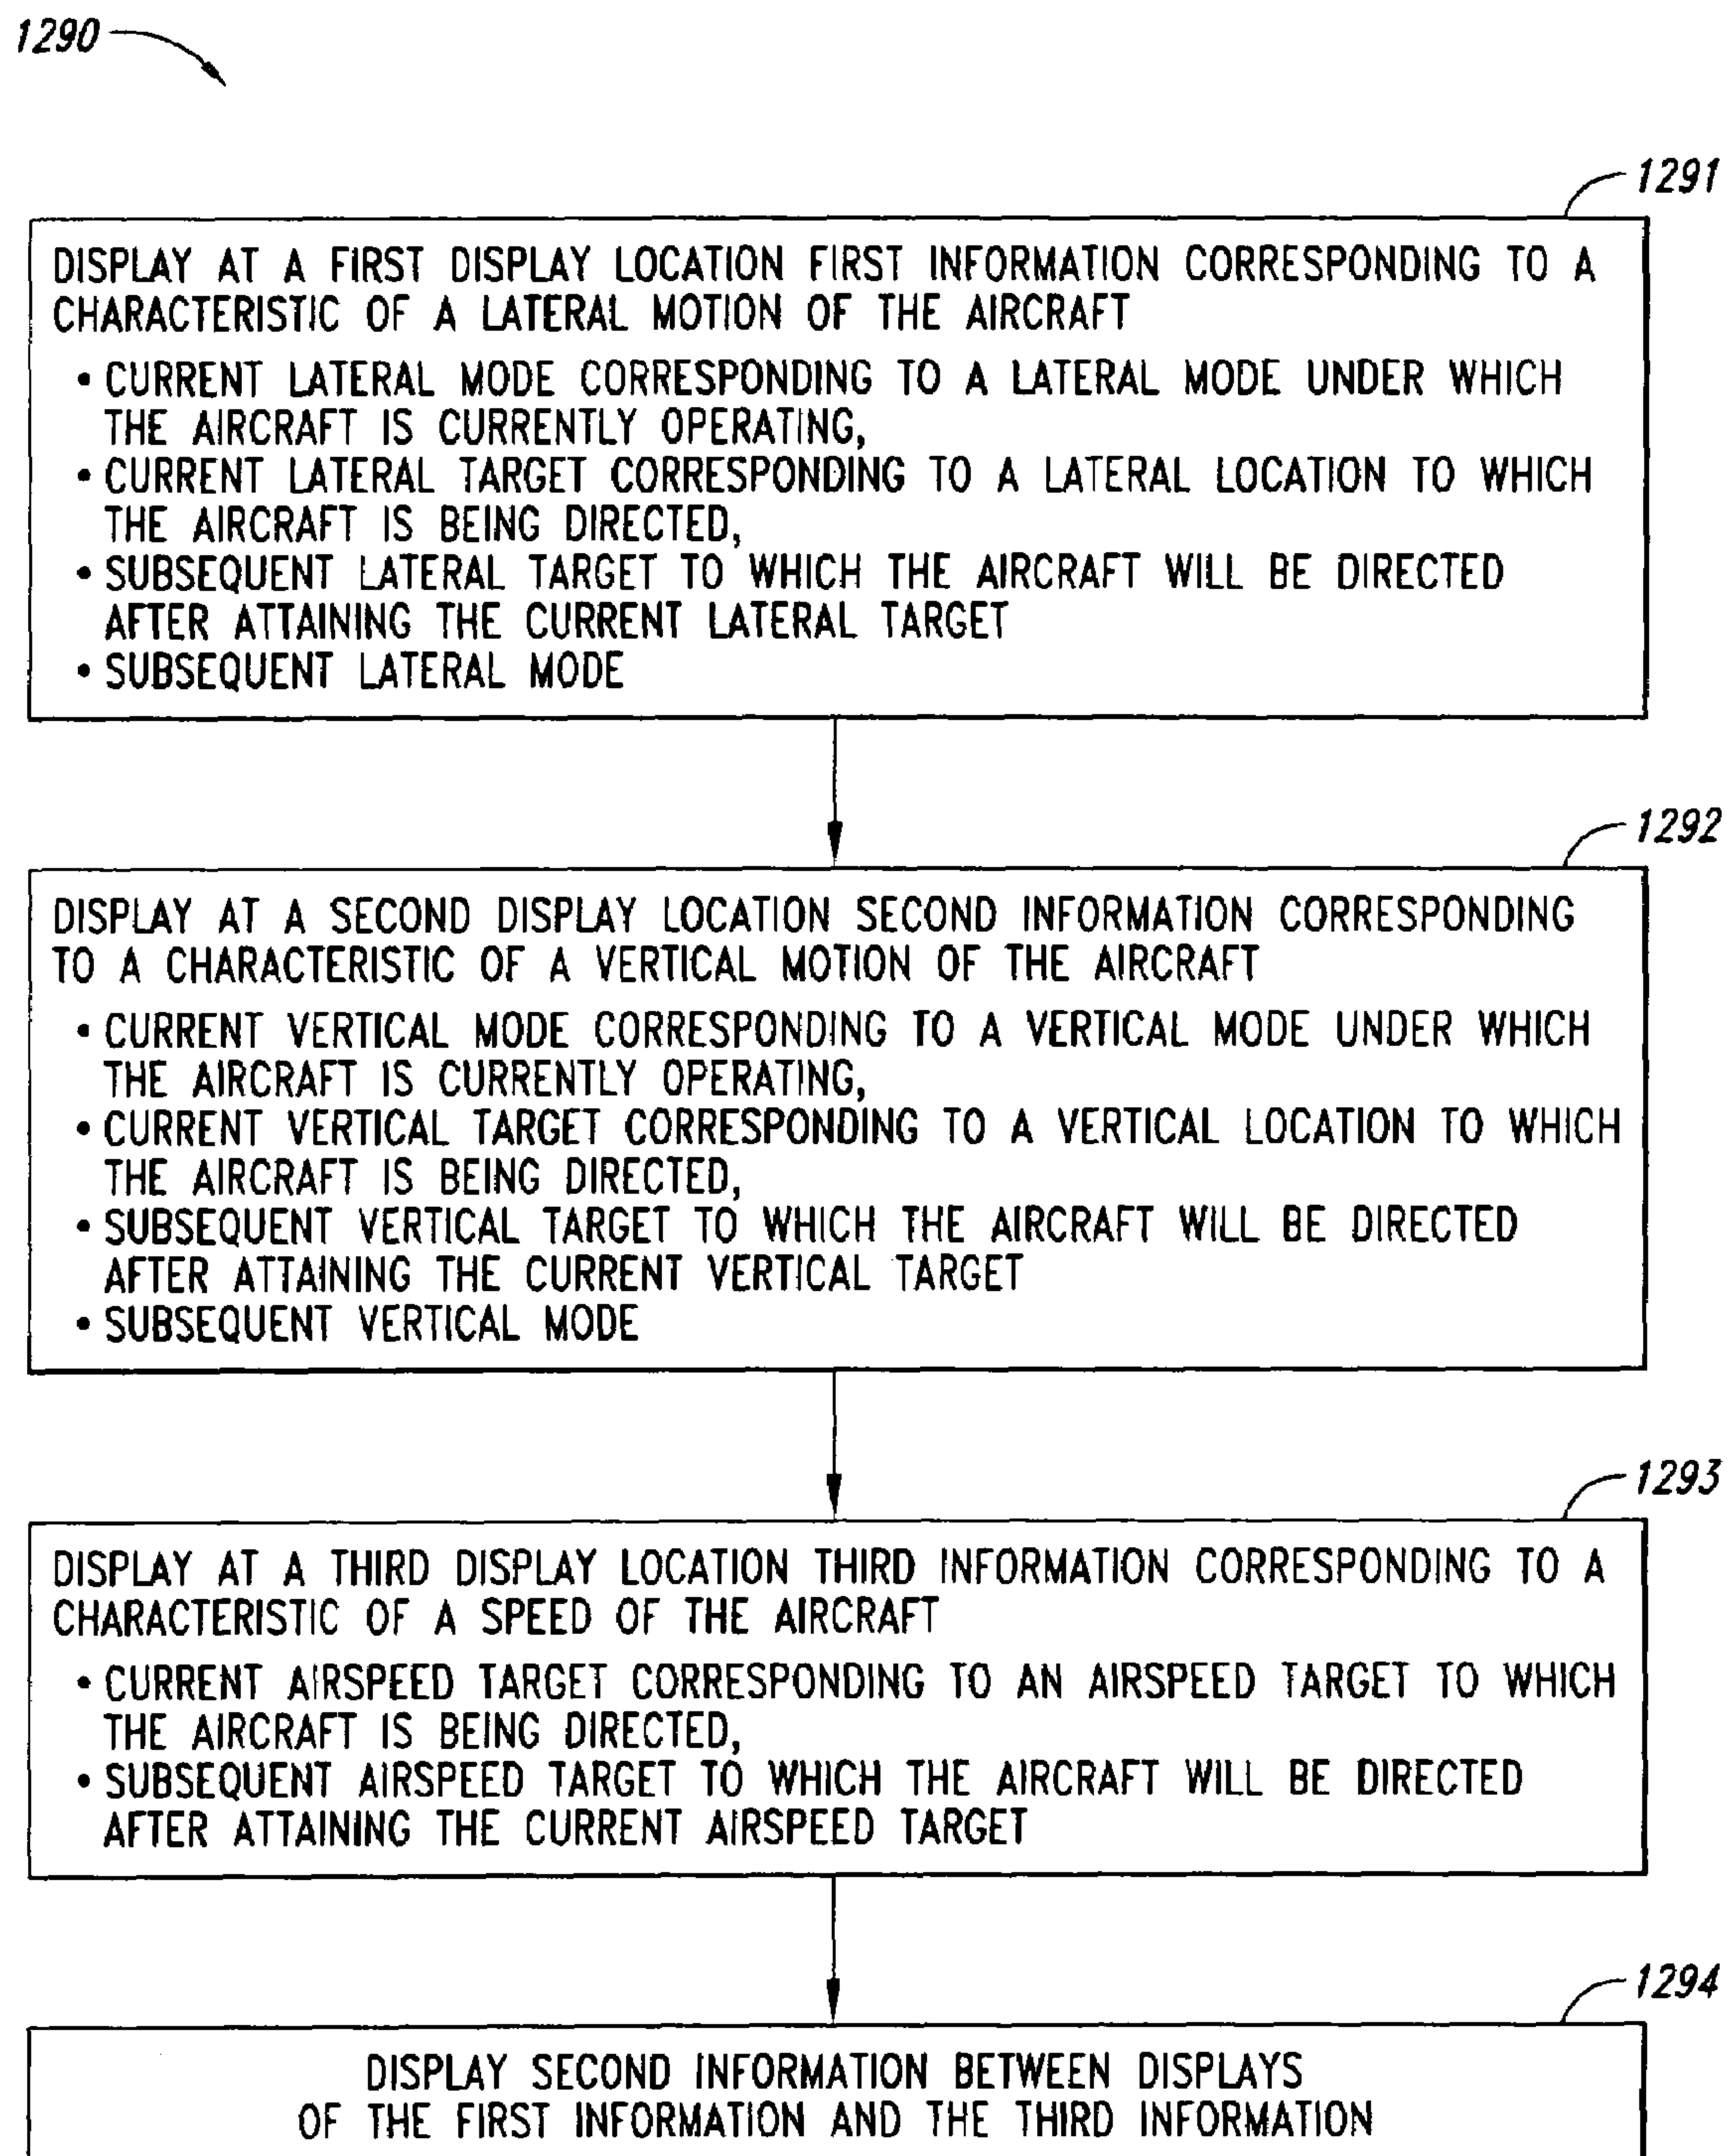 1290
1291
DISPLAY AT A FIRST DISPLAY LOCATION FIRST INFORMATION CORRESPONDING TO A
CHARACTERISTIC OF A LATERAL MOTION OF THE AIRCRAFT
• CURRENT LATERAL MODE CORRESPONDING TO A LATERAL MODE UNDER WHICH
THE AIRCRAFT IS CURRENTLY OPERATING,
• CURRENT LATERAL TARGET CORRESPONDING TO A LATERAL LOCATION TO WHICH
THE AIRCRAFT IS BEING DIRECTED,
• SUBSEQUENT LATERAL TARGET TO WHICH THE AIRCRAFT WILL BE DIRECTED
AFTER ATTAINING THE CURRENT LATERAL TARGET
• SUBSEQUENT LATERAL MODE
1292
DISPLAY AT A SECOND DISPLAY LOCATION SECOND INFORMATION CORRESPONDING
TO A CHARACTERISTIC OF A VERTICAL MOTION OF THE AIRCRAFT
• CURRENT VERTICAL MODE CORRESPONDING TO A VERTICAL MODE UNDER WHICH
THE AIRCRAFT IS CURRENTLY OPERATING,
• CURRENT VERTICAL TARGET CORRESPONDING TO A VERTICAL LOCATION TO WHICH
THE AIRCRAFT IS BEING DIRECTED,
• SUBSEQUENT VERTICAL TARGET TO WHICH THE AIRCRAFT WILL BE DIRECTED
AFTER ATTAINING THE CURRENT VERTICAL TARGET
• SUBSEQUENT VERTICAL MODE
1293
DISPLAY AT A THIRD DISPLAY LOCATION THIRD INFORMATION CORRESPONDING TO A
CHARACTERISTIC OF A SPEED OF THE AIRCRAFT
• CURRENT AIRSPEED TARGET CORRESPONDING TO AN AIRSPEED TARGET TO WHICH
THE AIRCRAFT IS BEING DIRECTED,
• SUBSEQUENT AIRSPEED TARGET TO WHICH THE AIRCRAFT WILL BE DIRECTED
AFTER ATTAINING THE CURRENT AIRSPEED TARGET
1294
DISPLAY SECOND INFORMATION BETWEEN DISPLAYS
OF THE FIRST INFORMATION AND THE THIRD INFORMATION